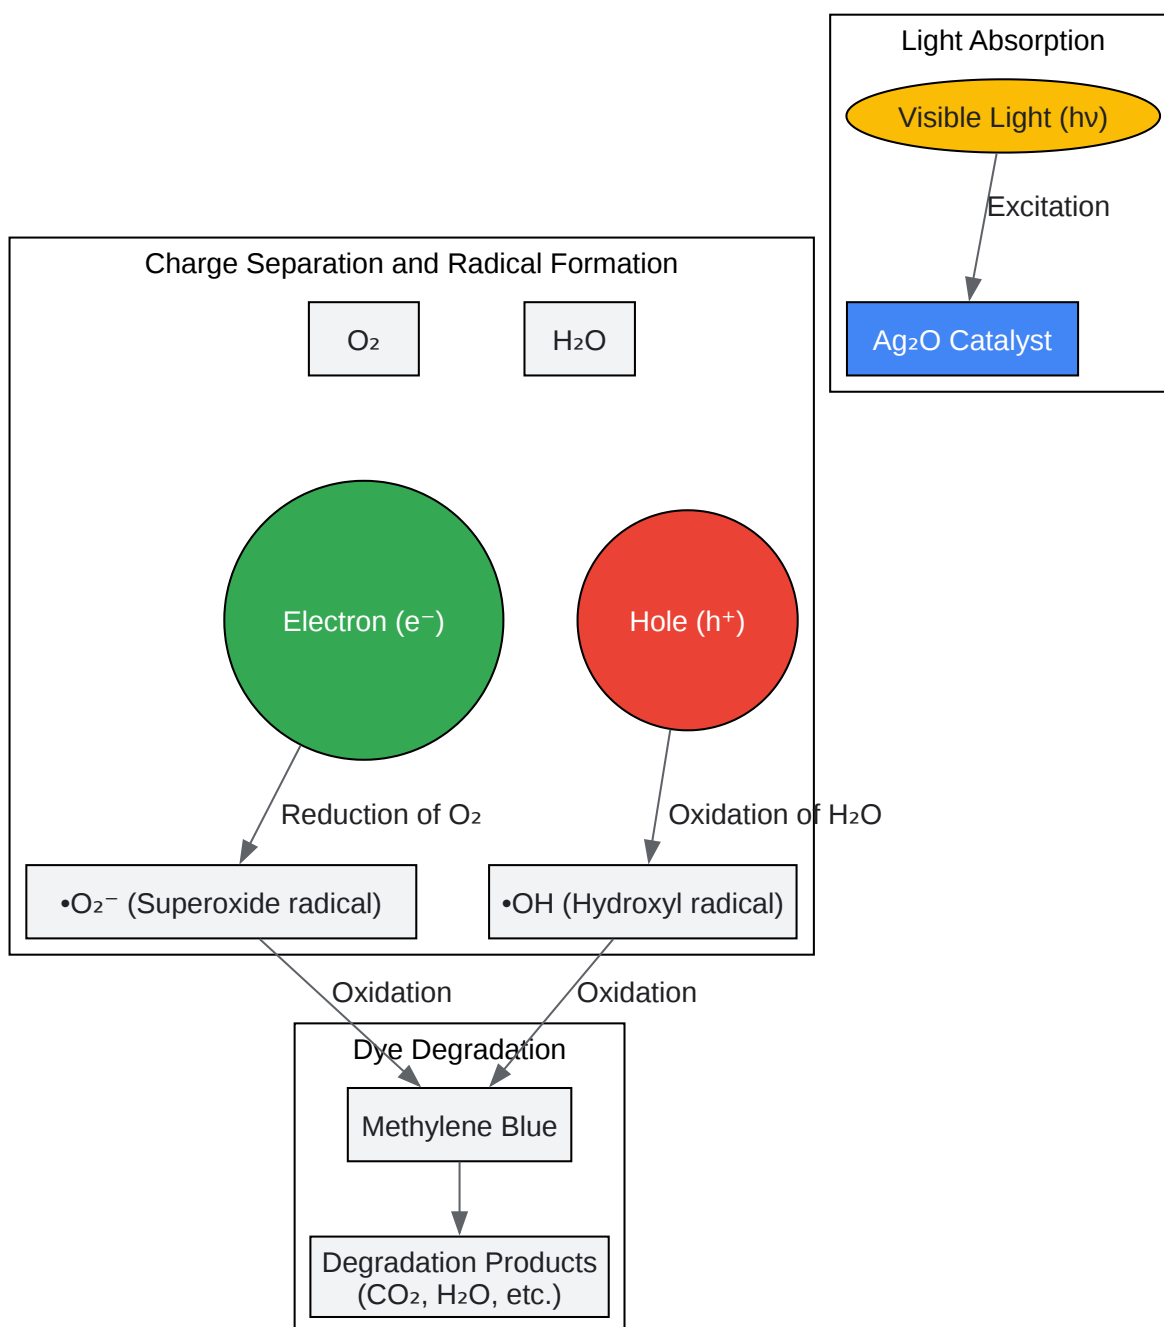 Light Absorption
Visible Light (hν)
Excitation
Ag₂O Catalyst
Charge Separation and Radical Formation
O₂
H₂O
Electron (e⁻)
Hole (h⁺)
Reduction of O₂
Oxidation of H₂O
•O₂⁻ (Superoxide radical)
•OH (Hydroxyl radical)
Oxidation
Oxidation
Dye Degradation
Methylene Blue
Degradation Products
(CO₂, H₂O, etc.)